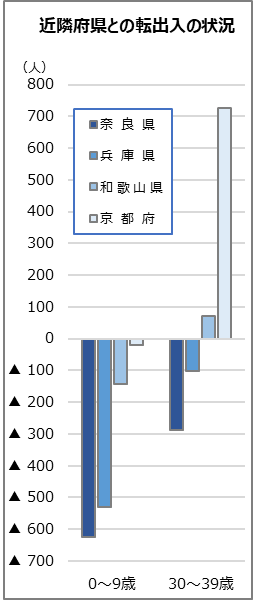 近隣府県との転出入の状況
（人）
800
700
600
500
400
300
200
100
0
▲ 100
▲ 200
▲ 300
▲ 400
▲ 500
▲ 600
▲ 700
奈良県
兵庫県
和歌山県
京都府
0～9歳 30～39歳